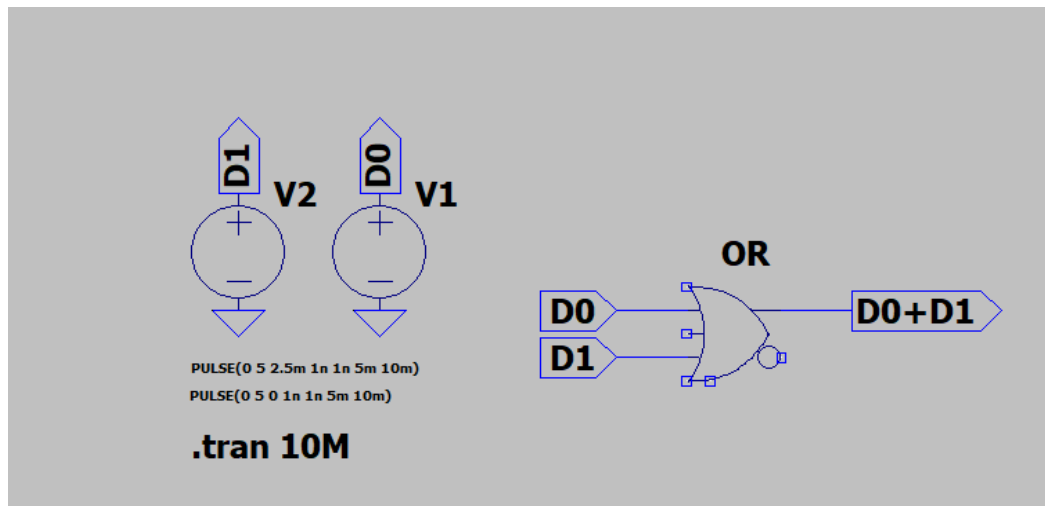 D1
V2
D0
V1
PULSE(0 5 2.5m 1n 1n 5m 10m)
PULSE(0 5 0 1n 1n 5m 10m)
.tran 10M
OR
D0
D1
D0+D1